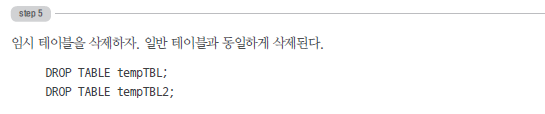 step 5
임시 테이블을 삭제하자. 일반 테이블과 동일하게 삭제된다.
DROP TABLE tempTBL;
DROP TABLE tempTBL2;